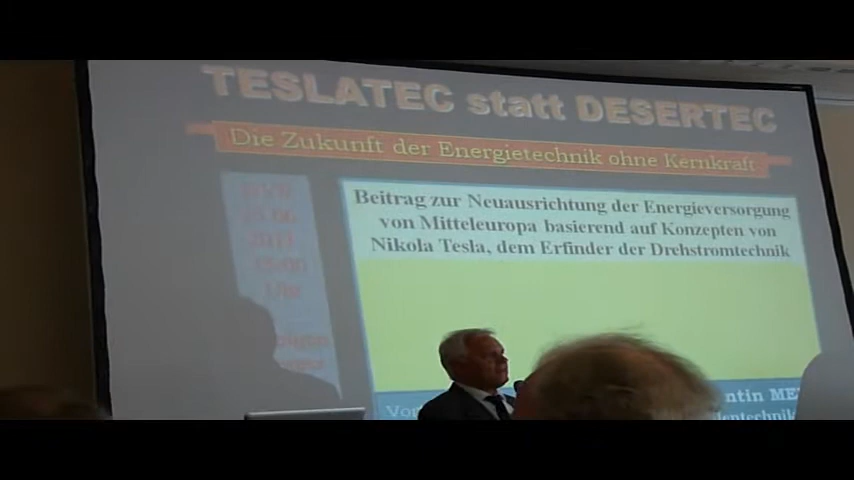 TESLATEC statt DESERTEC
Die Zukunft der Energietechnik ohne Kernkraft
Beitrag zur Neuausrichtung der Energieversorgung
von Mitteleuropa basierend auf Konzepten von
Nikola Tesla, dem Erfinder der Drehstromtechnik
Uhr